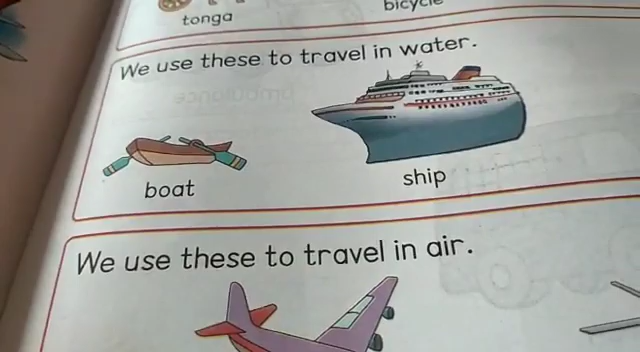 tonga
bicycle
We use these to travel in water.
boat
ship
We use these to travel in air.